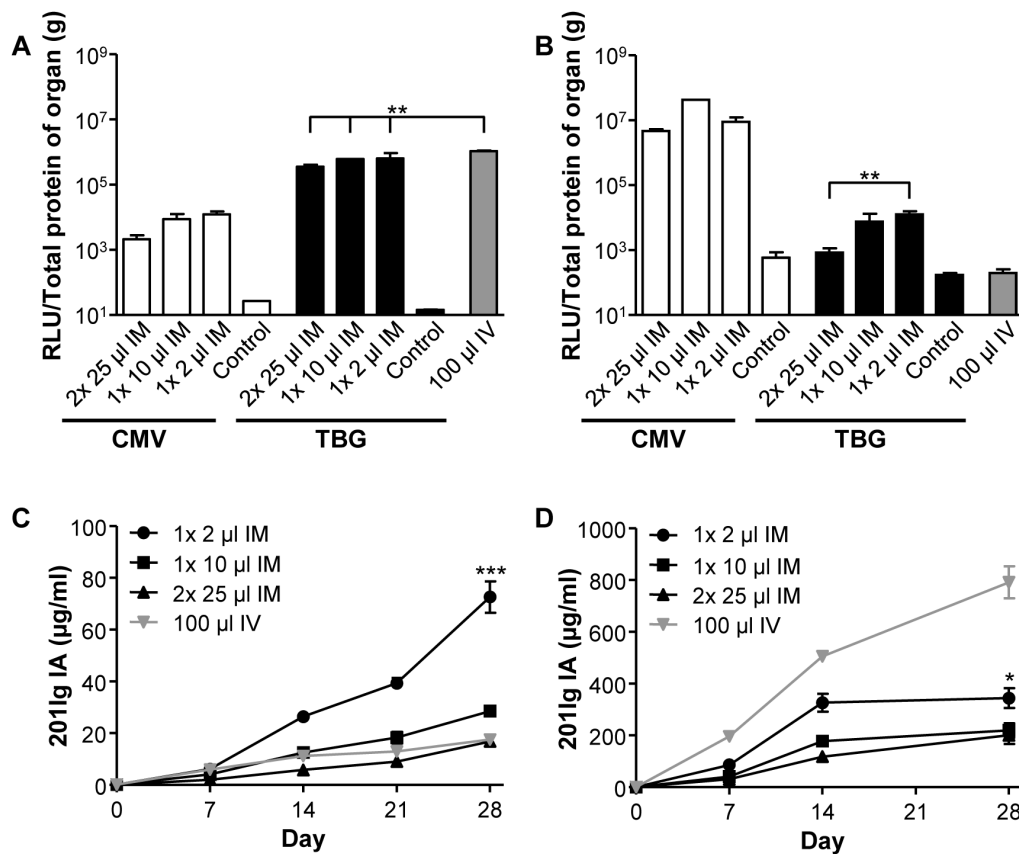 A
RLU/Total protein of organ (g)
10⁹
10⁷
10⁵
10³
10¹
**
2x 25 µl IM
1x 10 µl IM
1x 2 µl IM
Control
2x 25 µl IM
1x 10 µl IM
1x 2 µl IM
Control
100 µl IV
CMV
TBG
B
RLU/Total protein of organ (g)
10⁹
10⁷
10⁵
10³
10¹
**
2x 25 µl IM
1x 10 µl IM
1x 2 µl IM
Control
2x 25 µl IM
1x 10 µl IM
1x 2 µl IM
Control
100 µl IV
CMV
TBG
C
201Ig IA (µg/ml)
100
80
60
40
20
0
1x 2 µl IM
1x 10 µl IM
2x 25 µl IM
100 µl IV
***
0 7 14 21 28
Day
D
201Ig IA (µg/ml)
1000
800
600
400
200
0
1x 2 µl IM
1x 10 µl IM
2x 25 µl IM
100 µl IV
*
0 7 14 21 28
Day